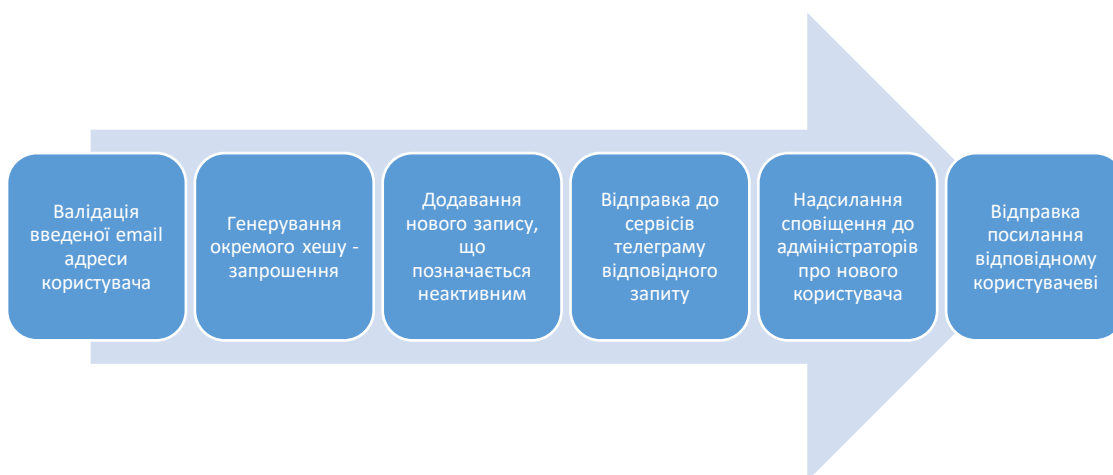 Валідація
введеної email
адреси
користувача
Генерування
окремого хешу -
запрошення
Додавання
нового запису,
що
позначається
неактивним
Відправка до
сервісів
телеграму
відповідного
запиту
Надсилання
сповіщення до
адміністраторів
про нового
користувача
Відправка
посилання
відповідному
користувачеві